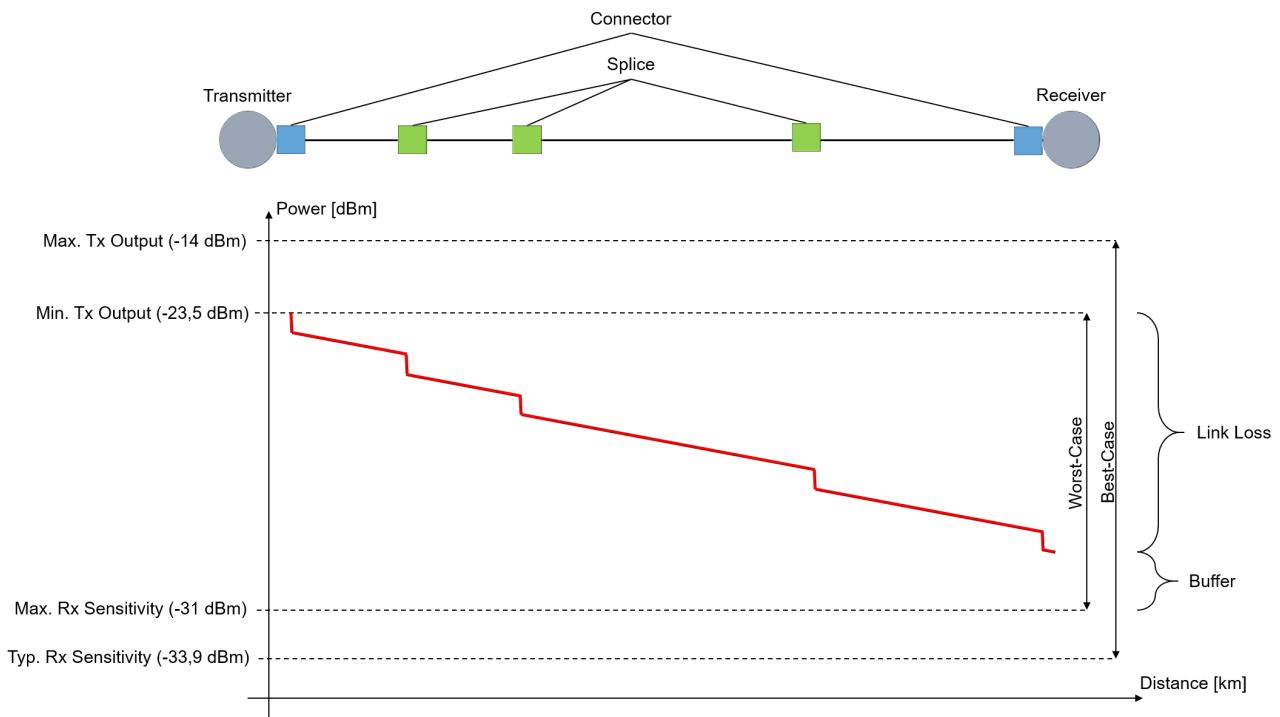 Connector
Splice
Transmitter
Receiver
Power [dBm]
Max. Tx Output (-14 dBm)
Min. Tx Output (-23,5 dBm)
Worst-Case
Best-Case
Link Loss
Buffer
Max. Rx Sensitivity (-31 dBm)
Typ. Rx Sensitivity (-33,9 dBm)
Distance [km]